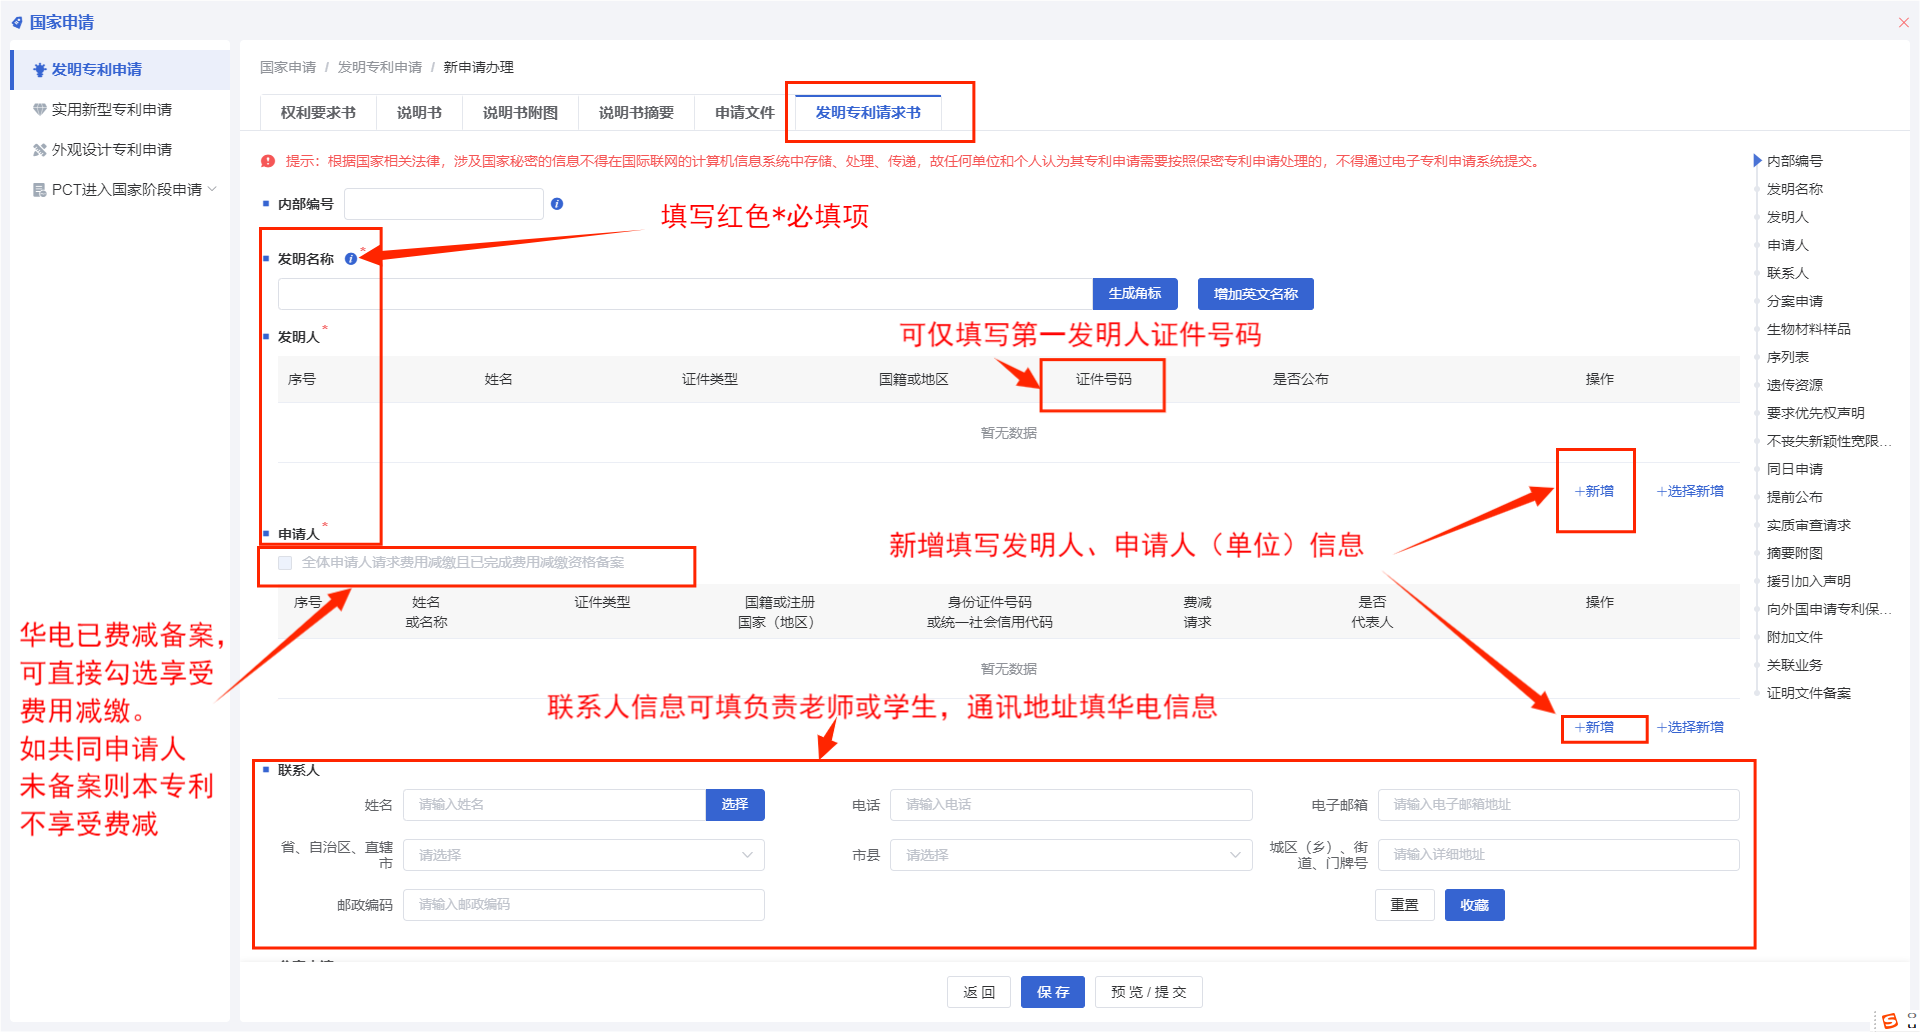 国家申请
发明专利申请
实用新型专利申请
外观设计专利申请
PCT进入国家阶段申请
国家申请 / 发明专利申请 / 新申请办理
权利要求书
说明书
说明书附图
说明书摘要
申请文件
发明专利请求书
提示：根据国家相关法律，涉及国家秘密的信息不得在国际联网的计算机信息系统中存储、处理、传递，故任何单位和个人认为其专利申请需要按照保密专利申请处理的，不得通过电子专利申请系统提交。
内部编号
填写红色*必填项
发明名称 *
生成角标
增加英文名称
发明人 *
可仅填写第一发明人证件号码
序号 姓名 证件类型 国籍或地区 证件号码 是否公布 操作
暂无数据
+新增 +选择新增
新增填写发明人、申请人（单位）信息
申请人 *
全体申请人请求费用减缴且已完成费用减缴资格备案
序号 姓名或名称 证件类型 国籍或注册国家（地区） 身份证件号码或统一社会信用代码 费减请求 是否代表人 操作
暂无数据
华电已费减备案，
可直接勾选享受
费用减缴。
如共同申请人
未备案则本专利
不享受费减
联系人信息可填负责老师或学生，通讯地址填华电信息
+新增 +选择新增
联系人
姓名 请输入姓名 选择 电话 请输入电话 电子邮箱 请输入电子邮箱地址
省、自治区、直辖市 请选择 市县 请选择 城区（乡）、街道、门牌号 请输入详细地址
邮政编码 请输入邮政编码 重置 收藏
返 回 保 存 预 览 / 提 交
内部编号
发明名称
发明人
申请人
联系人
分案申请
生物材料样品
序列表
遗传资源
要求优先权声明
不丧失新颖性宽限...
同日申请
提前公布
实质审查请求
摘要附图
援引加入声明
向外国申请专利保...
附加文件
关联业务
证明文件备案